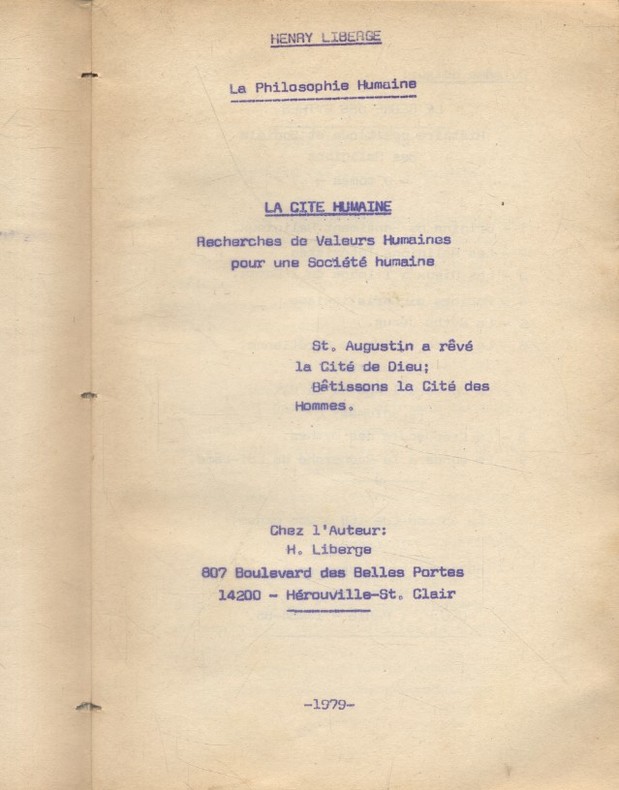 HENRY LIBERGE
La Philosophie Humaine
LA CITE HUMAINE
Recherches de Valeurs Humaines
pour une Société humaine
St. Augustin a rêvé
la Cité de Dieu;
Bêtissons la Cité des
Hommes.
Chez l'Auteur:
H. Liberge
807 Boulevard des Belles Portes
14200 - Hérouville-St. Clair
-1979-